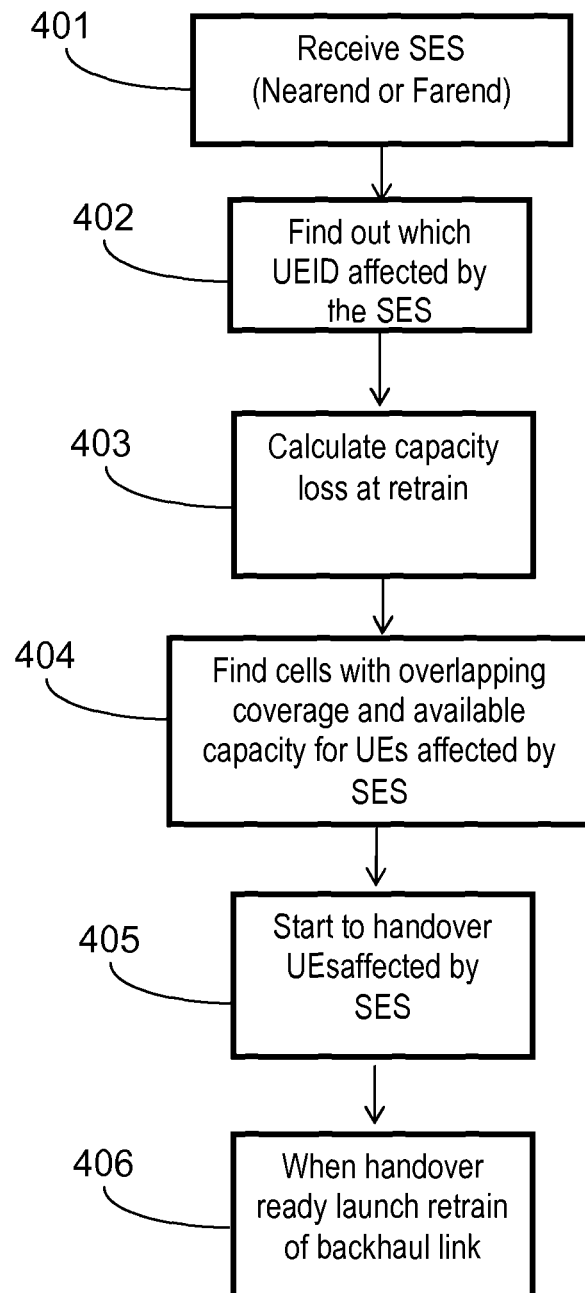 401
Receive SES
(Nearend or Farend)
402
Find out which
UEID affected by
the SES
403
Calculate capacity
loss at retrain
404
Find cells with overlapping
coverage and available
capacity for UEs affected by
SES
405
Start to handover
UEsaffected by
SES
406
When handover
ready launch retrain
of backhaul link